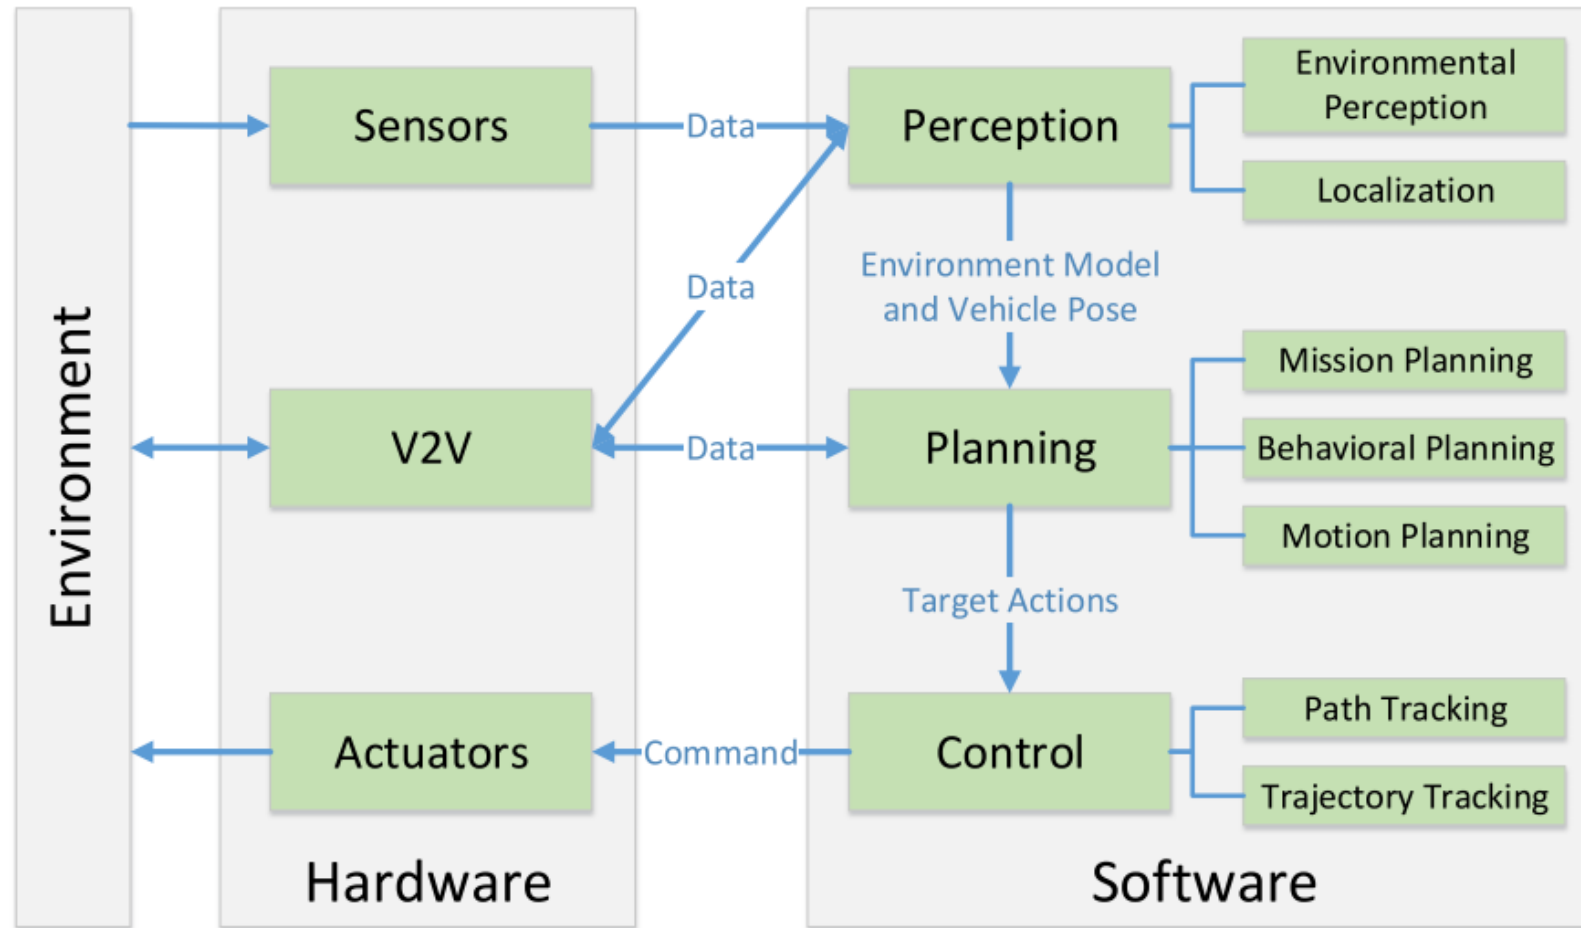 Environment
Sensors
Data
Perception
Environmental
Perception
Localization
Data
Environment Model
and Vehicle Pose
V2V
Data
Planning
Mission Planning
Behavioral Planning
Motion Planning
Target Actions
Actuators
Command
Control
Path Tracking
Trajectory Tracking
Hardware
Software